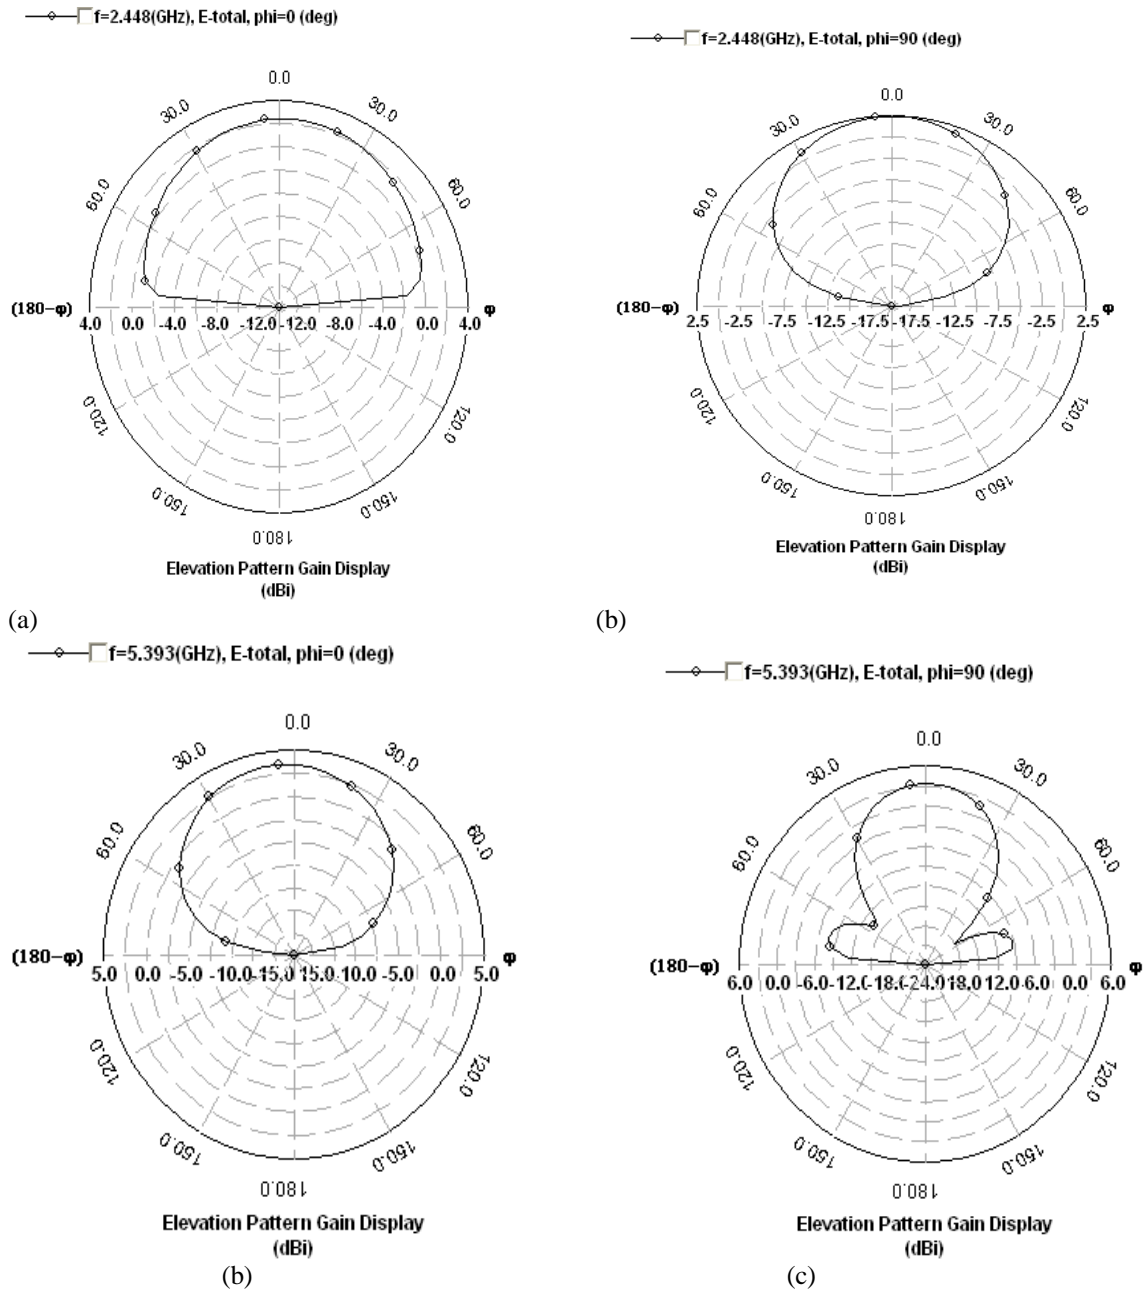 f=2.448(GHz), E-total, phi=0 (deg)
0.0
30.0 30.0
60.0 60.0
(180-φ) φ
4.0 0.0 -4.0 -8.0 -12.0 -12.0 -8.0 -4.0 0.0 4.0
120.0 120.0
150.0 150.0
180.0
Elevation Pattern Gain Display
(dBi)
(a)
f=2.448(GHz), E-total, phi=90 (deg)
0.0
30.0 30.0
60.0 60.0
(180-φ) φ
2.5 -2.5 -7.5 -12.5 -17.5 -17.5 -12.5 -7.5 -2.5 2.5
120.0 120.0
150.0 150.0
180.0
Elevation Pattern Gain Display
(dBi)
(b)
f=5.393(GHz), E-total, phi=0 (deg)
0.0
30.0 30.0
60.0 60.0
(180-φ) φ
5.0 0.0 -5.0 -10.0 -15.0 15.0 -10.0 -5.0 0.0 5.0
120.0 120.0
150.0 150.0
180.0
Elevation Pattern Gain Display
(dBi)
(b)
f=5.393(GHz), E-total, phi=90 (deg)
0.0
30.0 30.0
60.0 60.0
(180-φ) φ
6.0 0.0 -6.0 -12.0 18.0 -24.0 18.0 12.0 -6.0 0.0 6.0
120.0 120.0
150.0 150.0
180.0
Elevation Pattern Gain Display
(dBi)
(c)